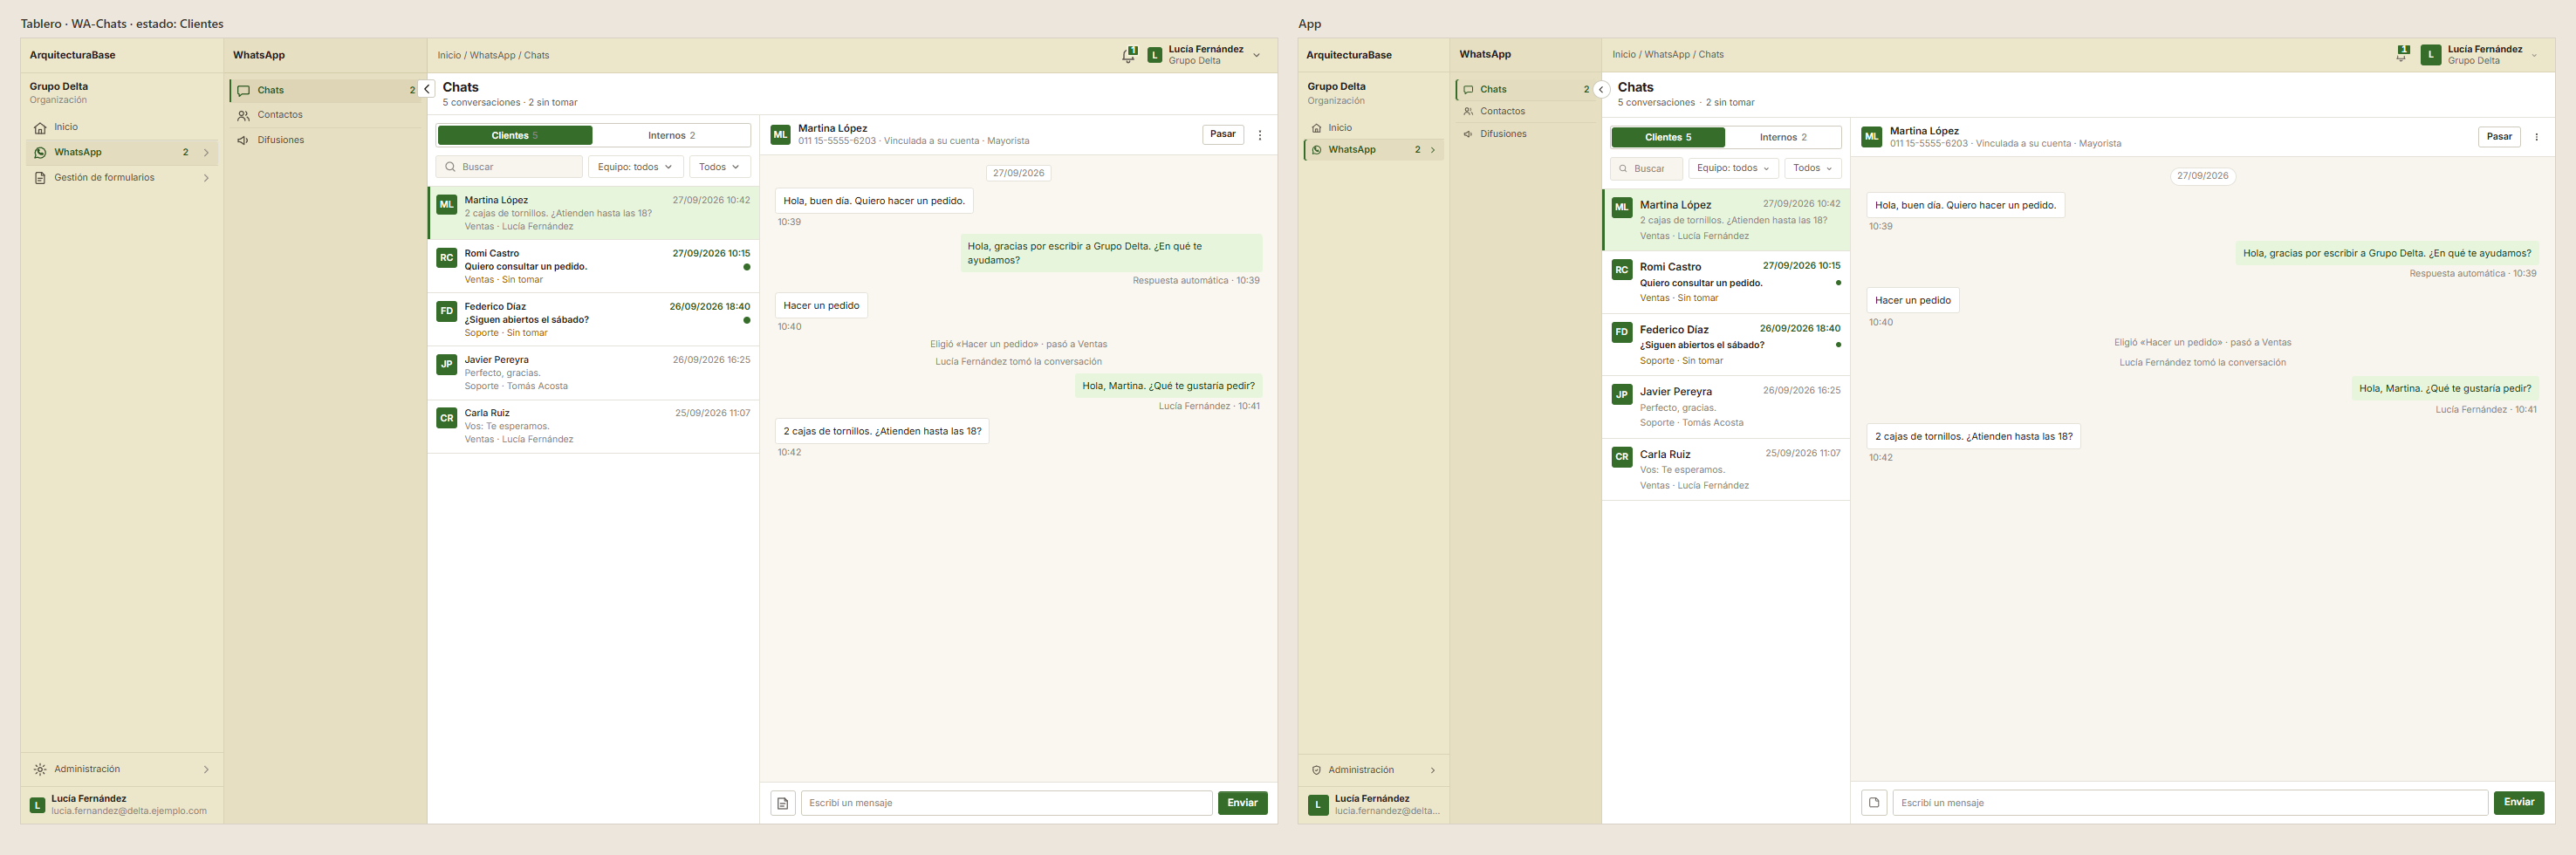 Tablero · WA-Chats · estado: Clientes
ArquitecturaBase
Grupo Delta
Organización
Inicio
WhatsApp 2
Gestión de formularios
Administración
L
Lucía Fernández
lucia.fernandez@delta.ejemplo.com
WhatsApp
Chats 2
Contactos
Difusiones
Inicio / WhatsApp / Chats
1
L
Lucía Fernández
Grupo Delta
Chats
5 conversaciones · 2 sin tomar
Clientes 5
Internos 2
Buscar
Equipo: todos
Todos
ML
Martina López 27/09/2026 10:42
2 cajas de tornillos. ¿Atienden hasta las 18?
Ventas · Lucía Fernández
RC
Romi Castro 27/09/2026 10:15
Quiero consultar un pedido.
Ventas · Sin tomar
FD
Federico Díaz 26/09/2026 18:40
¿Siguen abiertos el sábado?
Soporte · Sin tomar
JP
Javier Pereyra 26/09/2026 16:25
Perfecto, gracias.
Soporte · Tomás Acosta
CR
Carla Ruiz 25/09/2026 11:07
Vos: Te esperamos.
Ventas · Lucía Fernández
ML
Martina López
011 15-5555-6203 · Vinculada a su cuenta · Mayorista
Pasar
27/09/2026
Hola, buen día. Quiero hacer un pedido.
10:39
Hola, gracias por escribir a Grupo Delta. ¿En qué te
ayudamos?
Respuesta automática · 10:39
Hacer un pedido
10:40
Eligió «Hacer un pedido» · pasó a Ventas
Lucía Fernández tomó la conversación
Hola, Martina. ¿Qué te gustaría pedir?
Lucía Fernández · 10:41
2 cajas de tornillos. ¿Atienden hasta las 18?
10:42
Escribí un mensaje
Enviar
App
ArquitecturaBase
Grupo Delta
Organización
Inicio
WhatsApp 2
Administración
L
Lucía Fernández
lucia.fernandez@delta...
WhatsApp
Chats 2
Contactos
Difusiones
Inicio / WhatsApp / Chats
1
L
Lucía Fernández
Grupo Delta
Chats
5 conversaciones · 2 sin tomar
Clientes 5
Internos 2
Buscar
Equipo: todos
Todos
ML
Martina López 27/09/2026 10:42
2 cajas de tornillos. ¿Atienden hasta las 18?
Ventas · Lucía Fernández
RC
Romi Castro 27/09/2026 10:15
Quiero consultar un pedido.
Ventas · Sin tomar
FD
Federico Díaz 26/09/2026 18:40
¿Siguen abiertos el sábado?
Soporte · Sin tomar
JP
Javier Pereyra 26/09/2026 16:25
Perfecto, gracias.
Soporte · Tomás Acosta
CR
Carla Ruiz 25/09/2026 11:07
Vos: Te esperamos.
Ventas · Lucía Fernández
ML
Martina López
011 15-5555-6203 · Vinculada a su cuenta · Mayorista
Pasar
27/09/2026
Hola, buen día. Quiero hacer un pedido.
10:39
Hola, gracias por escribir a Grupo Delta. ¿En qué te ayudamos?
Respuesta automática · 10:39
Hacer un pedido
10:40
Eligió «Hacer un pedido» · pasó a Ventas
Lucía Fernández tomó la conversación
Hola, Martina. ¿Qué te gustaría pedir?
Lucía Fernández · 10:41
2 cajas de tornillos. ¿Atienden hasta las 18?
10:42
Escribí un mensaje
Enviar